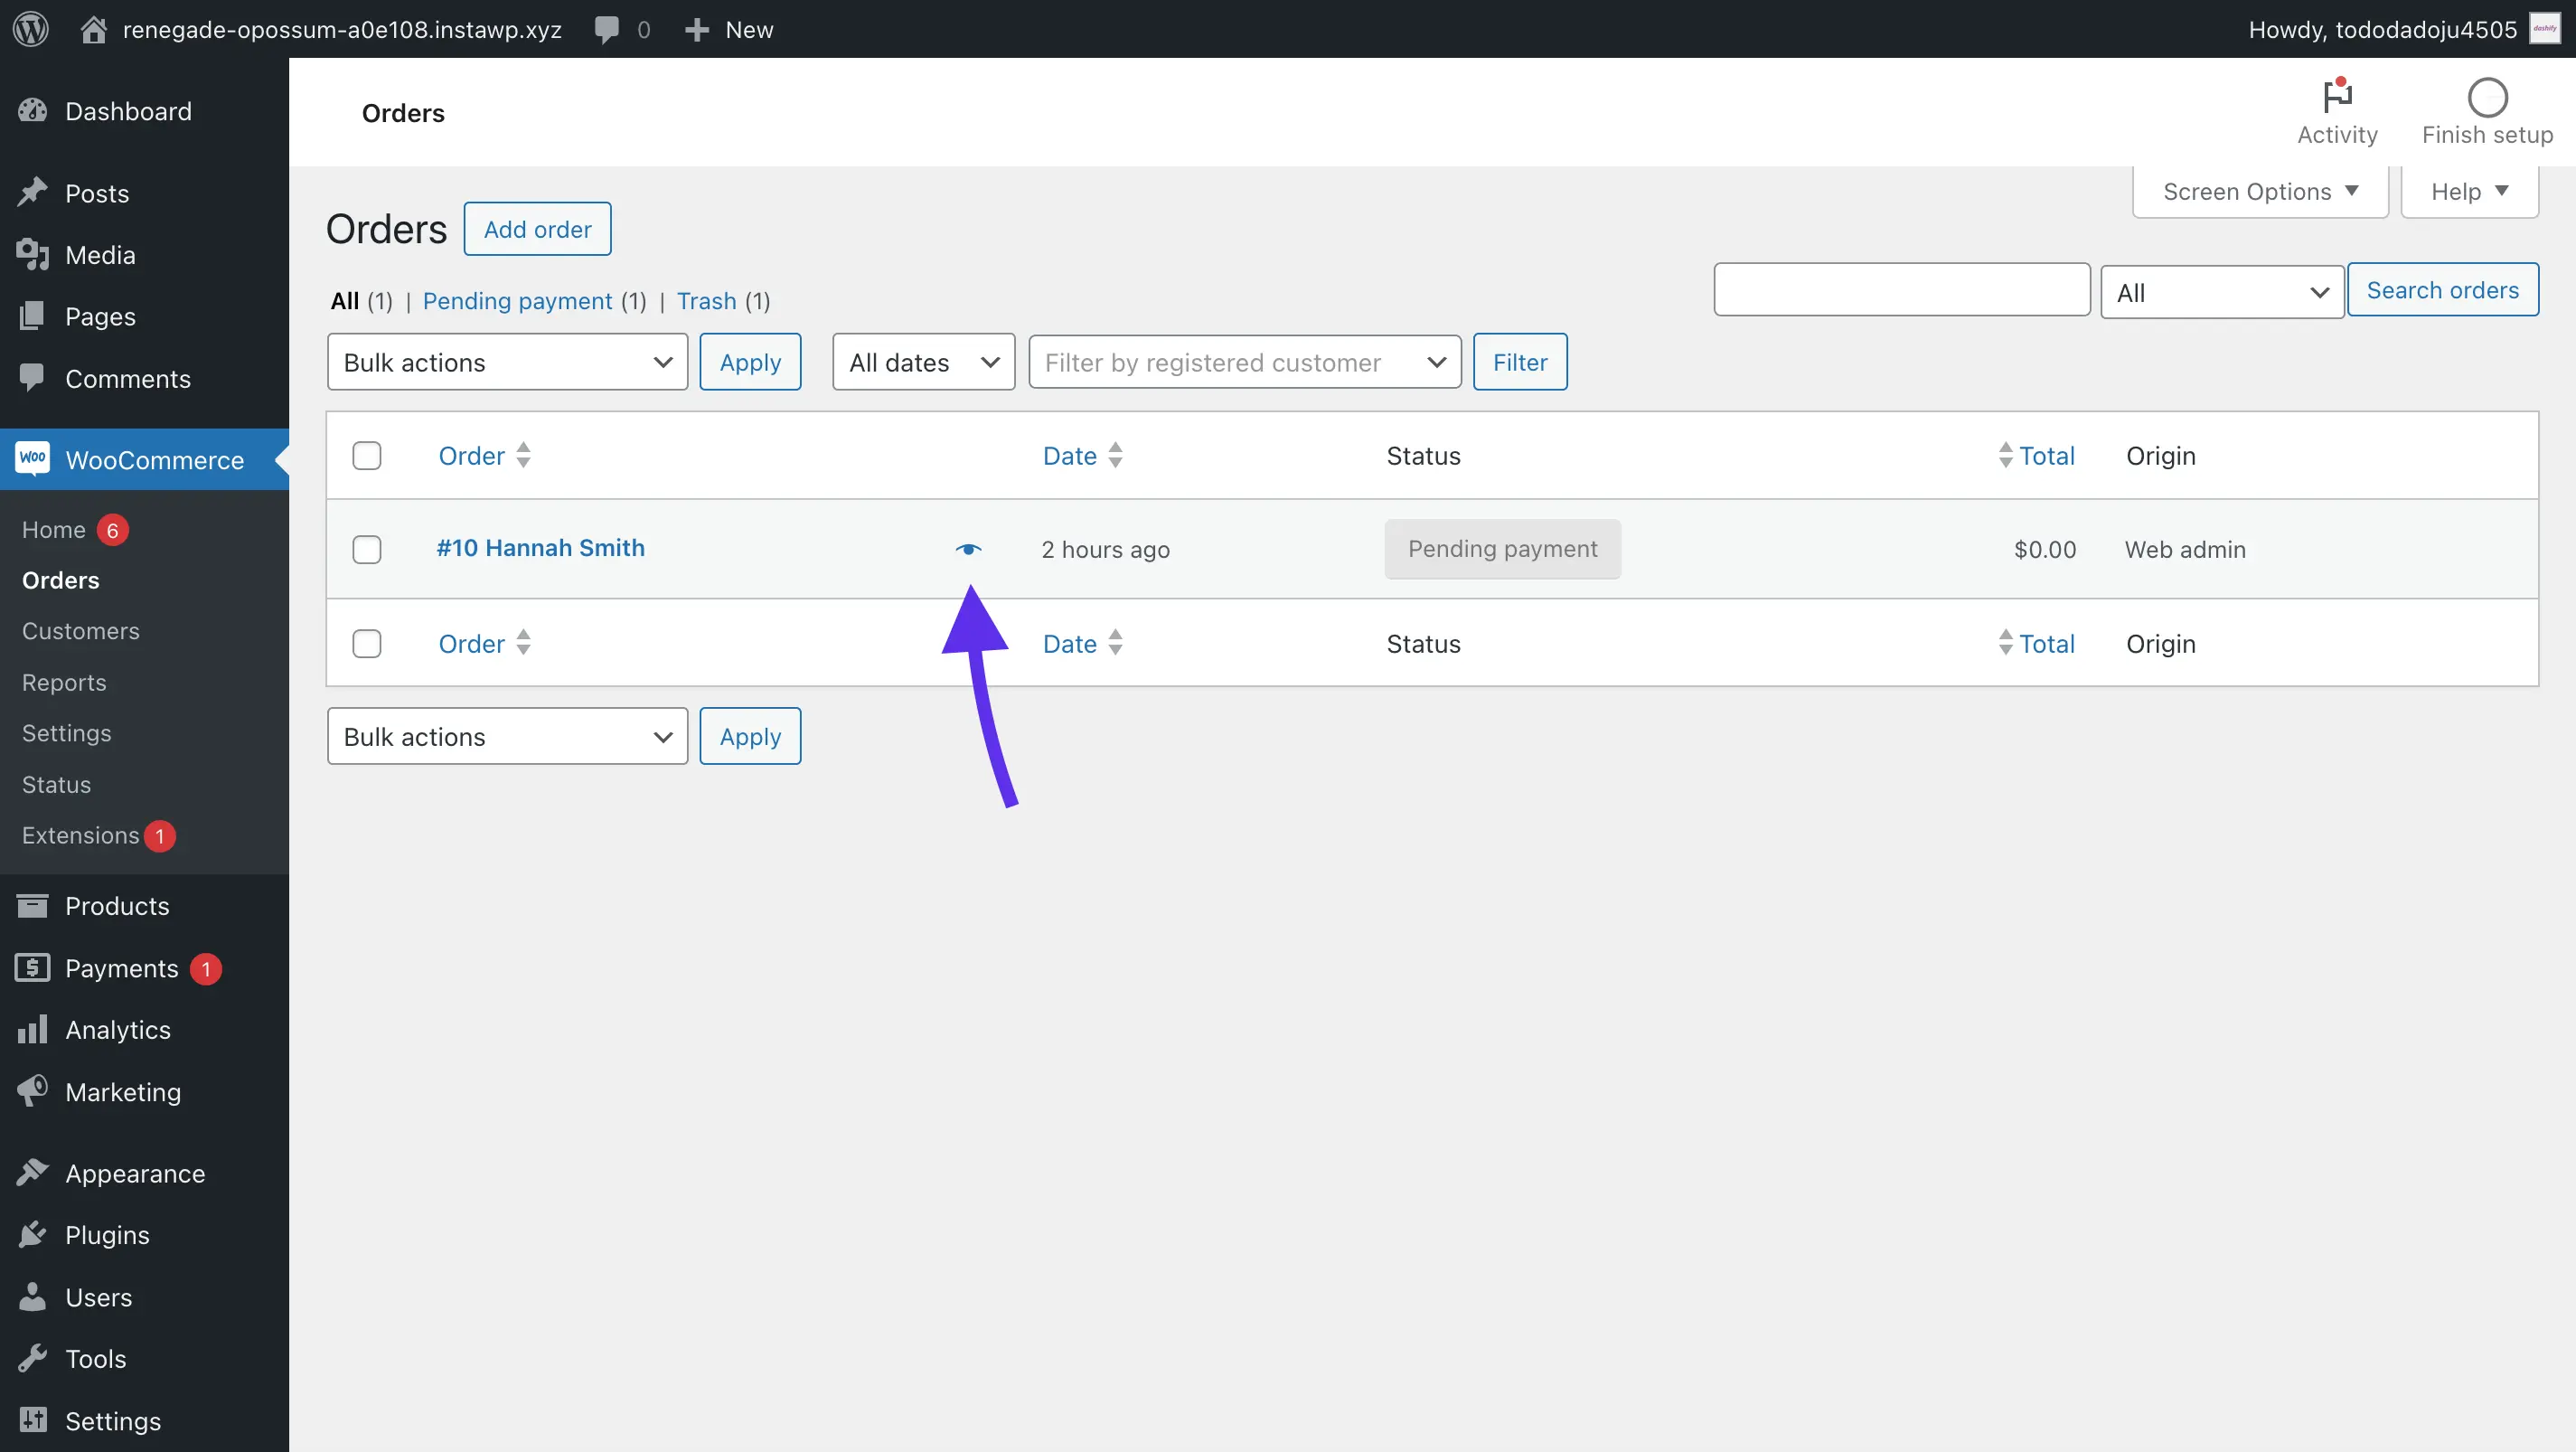 renegade-opossum-a0e108.instawp.xyz 0 New Howdy, tododadoju4505 dashify
Dashboard
Posts
Media
Pages
Comments
Woo WooCommerce
Home 6
Orders
Customers
Reports
Settings
Status
Extensions 1
Products
Payments 1
Analytics
Marketing
Appearance
Plugins
Users
Tools
Settings
Orders
Activity Finish setup
Screen Options Help
Orders Add order
All (1) | Pending payment (1) | Trash (1)
All Search orders
Bulk actions Apply All dates Filter by registered customer Filter
Order Date Status Total Origin
#10 Hannah Smith 2 hours ago Pending payment $0.00 Web admin
Order Date Status Total Origin
Bulk actions Apply